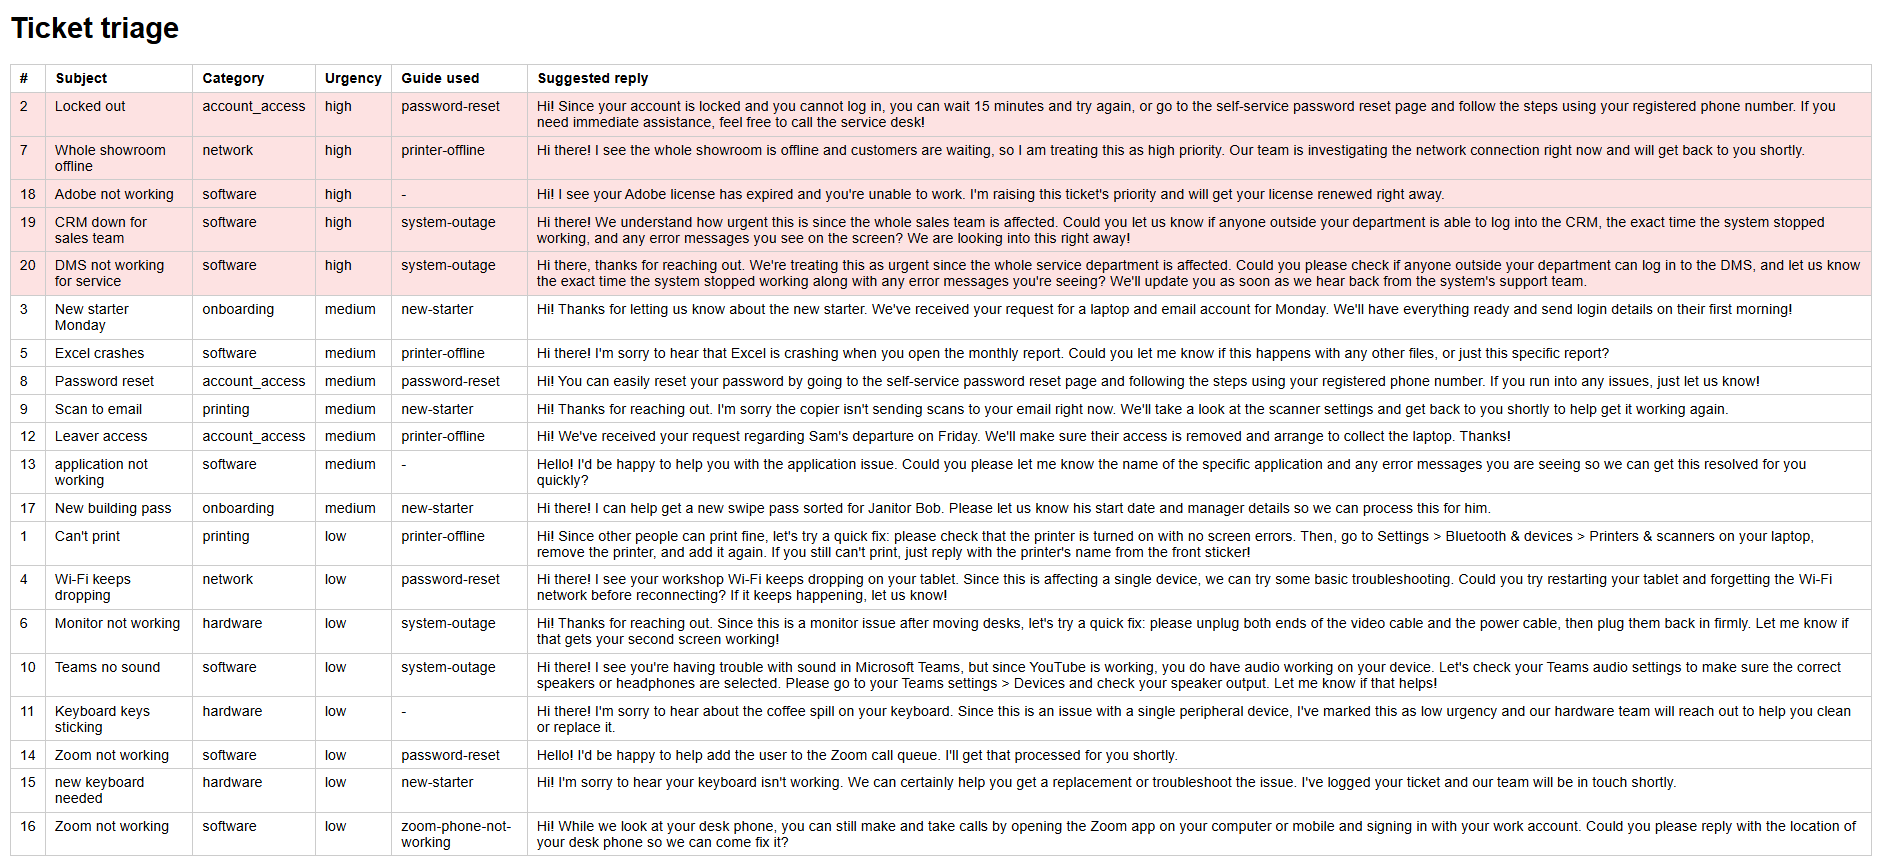 Ticket triage
# Subject Category Urgency Guide used Suggested reply
2 Locked out account_access high password-reset Hi! Since your account is locked and you cannot log in, you can wait 15 minutes and try again, or go to the self-service password reset page and follow the steps using your registered phone number. If you
need immediate assistance, feel free to call the service desk!
7 Whole showroom network high printer-offline Hi there! I see the whole showroom is offline and customers are waiting, so I am treating this as high priority. Our team is investigating the network connection right now and will get back to you shortly.
offline
18 Adobe not working software high - Hi! I see your Adobe license has expired and you're unable to work. I'm raising this ticket's priority and will get your license renewed right away.
19 CRM down for software high system-outage Hi there! We understand how urgent this is since the whole sales team is affected. Could you let us know if anyone outside your department is able to log into the CRM, the exact time the system stopped
sales team working, and any error messages you see on the screen? We are looking into this right away!
20 DMS not working software high system-outage Hi there, thanks for reaching out. We're treating this as urgent since the whole service department is affected. Could you please check if anyone outside your department can log in to the DMS, and let us know
for service the exact time the system stopped working along with any error messages you're seeing? We'll update you as soon as we hear back from the system's support team.
3 New starter onboarding medium new-starter Hi! Thanks for letting us know about the new starter. We've received your request for a laptop and email account for Monday. We'll have everything ready and send login details on their first morning!
Monday
5 Excel crashes software medium printer-offline Hi there! I'm sorry to hear that Excel is crashing when you open the monthly report. Could you let me know if this happens with any other files, or just this specific report?
8 Password reset account_access medium password-reset Hi! You can easily reset your password by going to the self-service password reset page and following the steps using your registered phone number. If you run into any issues, just let us know!
9 Scan to email printing medium new-starter Hi! Thanks for reaching out. I'm sorry the copier isn't sending scans to your email right now. We'll take a look at the scanner settings and get back to you shortly to help get it working again.
12 Leaver access account_access medium printer-offline Hi! We've received your request regarding Sam's departure on Friday. We'll make sure their access is removed and arrange to collect the laptop. Thanks!
13 application not software medium - Hello! I'd be happy to help you with the application issue. Could you please let me know the name of the specific application and any error messages you are seeing so we can get this resolved for you
working quickly?
17 New building pass onboarding medium new-starter Hi there! I can help get a new swipe pass sorted for Janitor Bob. Please let us know his start date and manager details so we can process this for him.
1 Can't print printing low printer-offline Hi! Since other people can print fine, let's try a quick fix: please check that the printer is turned on with no screen errors. Then, go to Settings > Bluetooth & devices > Printers & scanners on your laptop,
remove the printer, and add it again. If you still can't print, just reply with the printer's name from the front sticker!
4 Wi-Fi keeps network low password-reset Hi there! I see your workshop Wi-Fi keeps dropping on your tablet. Since this is affecting a single device, we can try some basic troubleshooting. Could you try restarting your tablet and forgetting the Wi-Fi
dropping network before reconnecting? If it keeps happening, let us know!
6 Monitor not working hardware low system-outage Hi! Thanks for reaching out. Since this is a monitor issue after moving desks, let's try a quick fix: please unplug both ends of the video cable and the power cable, then plug them back in firmly. Let me know if
that gets your second screen working!
10 Teams no sound software low system-outage Hi there! I see you're having trouble with sound in Microsoft Teams, but since YouTube is working, you do have audio working on your device. Let's check your Teams audio settings to make sure the correct
speakers or headphones are selected. Please go to your Teams settings > Devices and check your speaker output. Let me know if that helps!
11 Keyboard keys hardware low - Hi there! I'm sorry to hear about the coffee spill on your keyboard. Since this is an issue with a single peripheral device, I've marked this as low urgency and our hardware team will reach out to help you clean
sticking or replace it.
14 Zoom not working software low password-reset Hello! I'd be happy to help add the user to the Zoom call queue. I'll get that processed for you shortly.
15 new keyboard hardware low new-starter Hi! I'm sorry to hear your keyboard isn't working. We can certainly help you get a replacement or troubleshoot the issue. I've logged your ticket and our team will be in touch shortly.
needed
16 Zoom not working software low zoom-phone-not- Hi! While we look at your desk phone, you can still make and take calls by opening the Zoom app on your computer or mobile and signing in with your work account. Could you please reply with the location of
working your desk phone so we can come fix it?